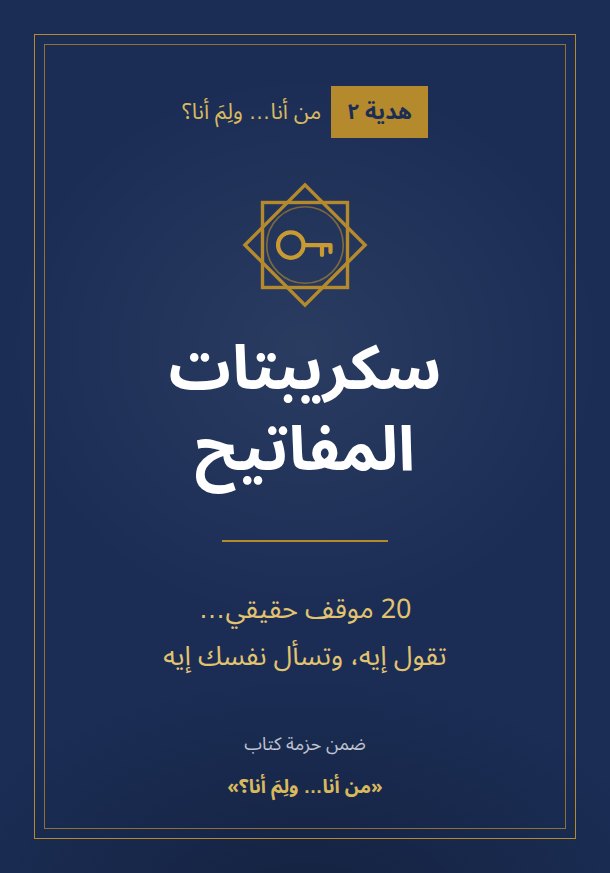 هدية ٢ من أنا... ولِمَ أنا؟
سكريبتات
المفاتيح
20 موقف حقيقي...
تقول إيه، وتسأل نفسك إيه
ضمن حزمة كتاب
«من أنا... ولِمَ أنا؟»